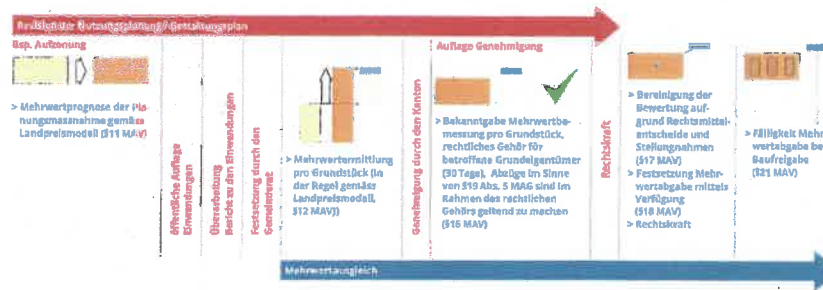 Revision der Nutzungsplanung / Gestaltungsplan
Bsp. Aufzonung
> Mehrwertprognose der Pla-
nungsmassnahme gemäss
Landpreismodell (§11 MAV)
öffentliche Auflage
Einwendungen
Überarbeitung
Bericht zu den Einwendungen
Festsetzung durch den
Gemeinderat
> Mehrwertermittlung
pro Grundstück (in
der Regel gemäss
Landpreismodell,
§12 MAV))
Genehmigung durch den Kanton
Auflage Genehmigung
> Bekanntgabe Mehrwertbe-
messung pro Grundstück,
rechtliches Gehör für
betroffene Grundeigentümer
(30 Tage), Abzüge im Sinne
von §19 Abs. 5 MAG sind im
Rahmen des rechtlichen
Gehörs geltend zu machen
(§16 MAV)
Rechtskraft
> Bereinigung der
Bewertung auf-
grund Rechtsmittel-
entscheide und
Stellungnahmen
(§17 MAV)
> Festsetzung Mehr-
wertabgabe mittels
Verfügung
(§18 MAV)
> Rechtskraft
> Fälligkeit Mehr
wertabgabe be
Baufreigabe
(§21 MAV)
Mehrwertausgleich